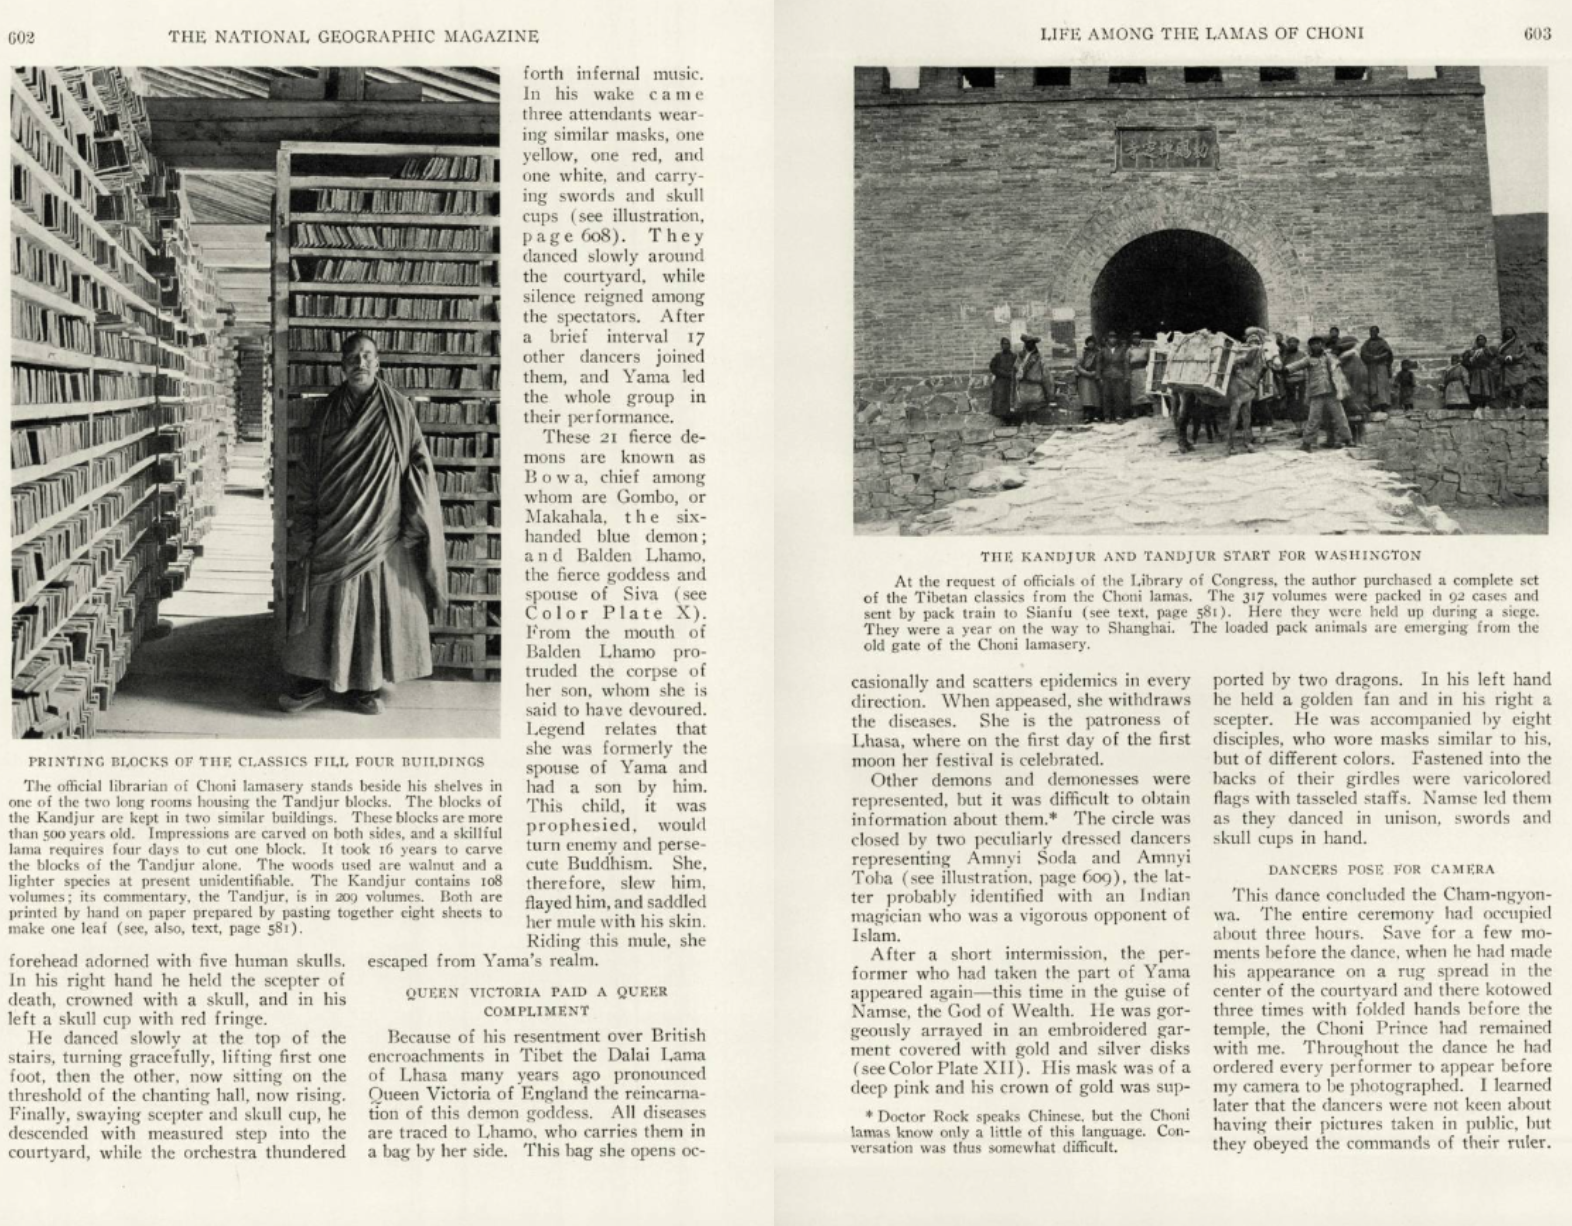 602
THE NATIONAL GEOGRAPHIC MAGAZINE
PRINTING BLOCKS OF THE CLASSICS FILL FOUR BUILDINGS
The official librarian of Choni lamasery stands beside his shelves in
one of the two long rooms housing the Tandjur blocks. The blocks of
the Kandjur are kept in two similar buildings. These blocks are more
than 500 years old. Impressions are carved on both sides, and a skillful
lama requires four days to cut one block. It took 16 years to carve
the blocks of the Tandjur alone. The woods used are walnut and a
lighter species at present unidentifiable. The Kandjur contains 108
volumes; its commentary, the Tandjur, is in 209 volumes. Both are
printed by hand on paper prepared by pasting together eight sheets to
make one leaf (see, also, text, page 581).
forehead adorned with five human skulls.
In his right hand he held the scepter of
death, crowned with a skull, and in his
left a skull cup with red fringe.
He danced slowly at the top of the
stairs, turning gracefully, lifting first one
foot, then the other, now sitting on the
threshold of the chanting hall, now rising.
Finally, swaying scepter and skull cup, he
descended with measured step into the
courtyard, while the orchestra thundered
forth infernal music.
In his wake came
three attendants wear-
ing similar masks, one
yellow, one red, and
one white, and carry-
ing swords and skull
cups (see illustration,
page 608). They
danced slowly around
the courtyard, while
silence reigned among
the spectators. After
a brief interval 17
other dancers joined
them, and Yama led
the whole group in
their performance.
These 21 fierce de-
mons are known as
Bowa, chief among
whom are Gombo, or
Makahala, the six-
handed blue demon;
and Balden Lhamo,
the fierce goddess and
spouse of Siva (see
Color Plate X).
From the mouth of
Balden Lhamo pro-
truded the corpse of
her son, whom she is
said to have devoured.
Legend relates that
she was formerly the
spouse of Yama and
had a son by him.
This child, it was
prophesied, would
turn enemy and perse-
cute Buddhism. She,
therefore, slew him,
flayed him, and saddled
her mule with his skin.
Riding this mule, she
escaped from Yama's realm.
QUEEN VICTORIA PAID A QUEER
COMPLIMENT
Because of his resentment over British
encroachments in Tibet the Dalai Lama
of Lhasa many years ago pronounced
Queen Victoria of England the reincarna-
tion of this demon goddess. All diseases
are traced to Lhamo, who carries them in
a bag by her side. This bag she opens oc-
LIFE AMONG THE LAMAS OF CHONI
603
THE KANDJUR AND TANDJUR START FOR WASHINGTON
At the request of officials of the Library of Congress, the author purchased a complete set
of the Tibetan classics from the Choni lamas. The 317 volumes were packed in 92 cases and
sent by pack train to Sianfu (see text, page 581). Here they were held up during a siege.
They were a year on the way to Shanghai. The loaded pack animals are emerging from the
old gate of the Choni lamasery.
casionally and scatters epidemics in every
direction. When appeased, she withdraws
the diseases. She is the patroness of
Lhasa, where on the first day of the first
moon her festival is celebrated.
Other demons and demonesses were
represented, but it was difficult to obtain
information about them.* The circle was
closed by two peculiarly dressed dancers
representing Amnyi Soda and Amnyi
Toba (see illustration, page 609), the lat-
ter probably identified with an Indian
magician who was a vigorous opponent of
Islam.
After a short intermission, the per-
former who had taken the part of Yama
appeared again—this time in the guise of
Namse, the God of Wealth. He was gor-
geously arrayed in an embroidered gar-
ment covered with gold and silver disks
(see Color Plate XII). His mask was of a
deep pink and his crown of gold was sup-
* Doctor Rock speaks Chinese, but the Choni
lamas know only a little of this language. Con-
versation was thus somewhat difficult.
ported by two dragons. In his left hand
he held a golden fan and in his right a
scepter. He was accompanied by eight
disciples, who wore masks similar to his,
but of different colors. Fastened into the
backs of their girdles were varicolored
flags with tasseled staffs. Namse led them
as they danced in unison, swords and
skull cups in hand.
DANCERS POSE FOR CAMERA
This dance concluded the Cham-ngyon-
wa. The entire ceremony had occupied
about three hours. Save for a few mo-
ments before the dance, when he had made
his appearance on a rug spread in the
center of the courtyard and there kotowed
three times with folded hands before the
temple, the Choni Prince had remained
with me. Throughout the dance he had
ordered every performer to appear before
my camera to be photographed. I learned
later that the dancers were not keen about
having their pictures taken in public, but
they obeyed the commands of their ruler.